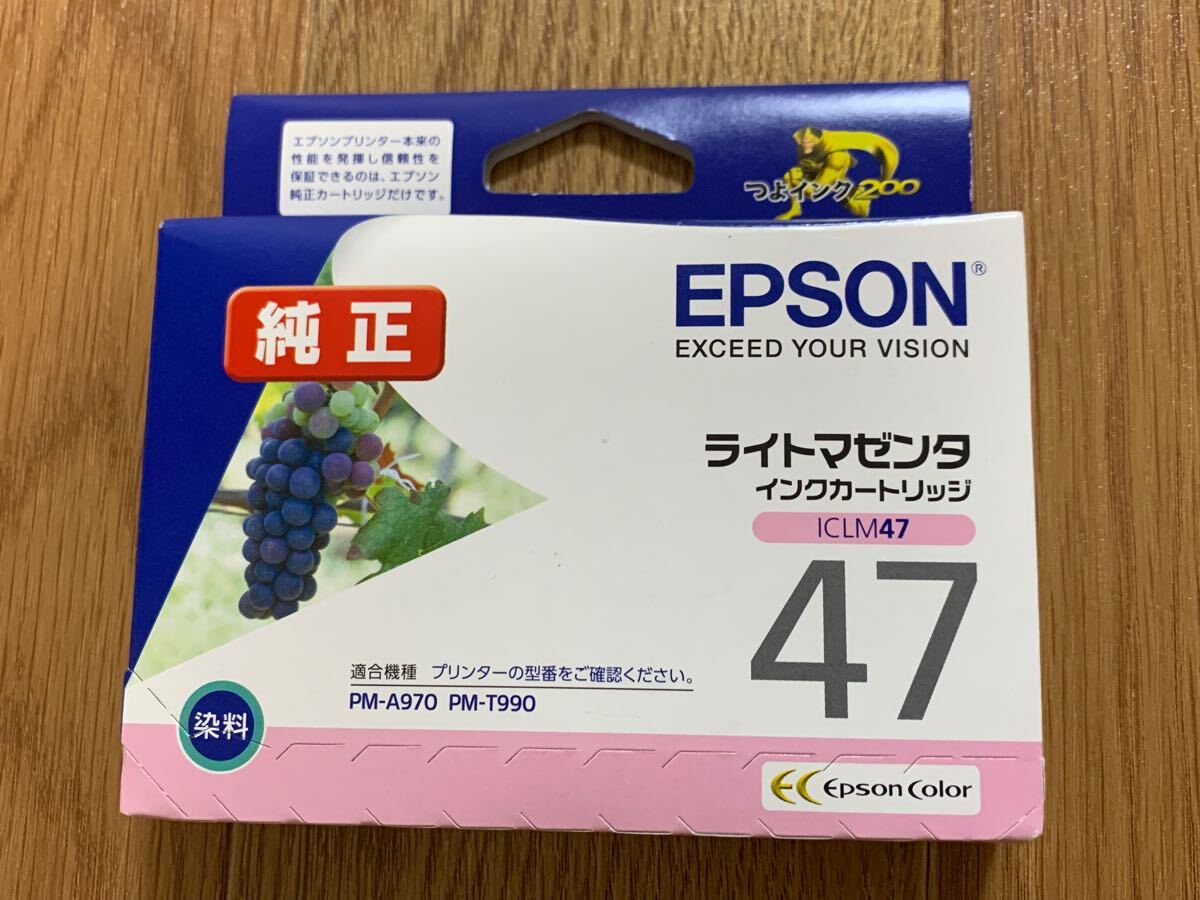 エプソンプリンター本来の
性能を発揮し信頼性を
保証できるのは、エプソン
純正カートリッジだけです。
つよインク200
純正
EPSON®
EXCEED YOUR VISION
ライトマゼンタ
インクカートリッジ
ICLM47
47
適合機種 プリンターの型番をご確認ください。
PM-A970 PM-T990
染料
EC Epson Color